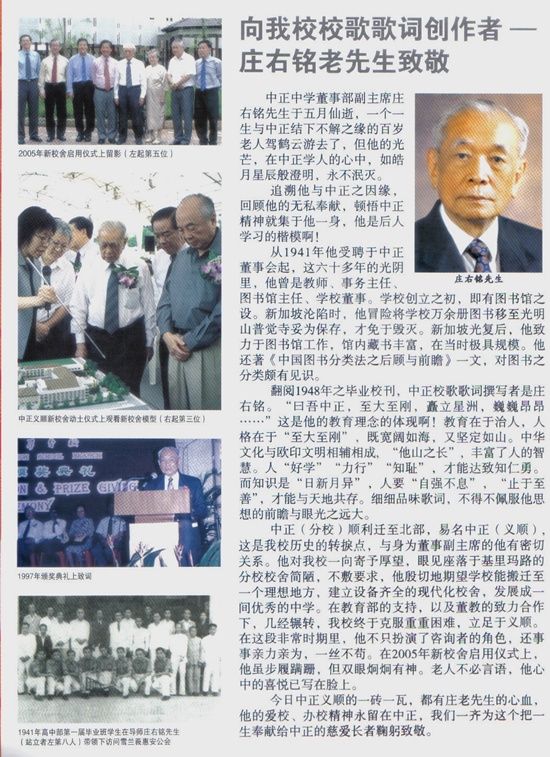 向我校校歌歌词创作者 —
庄右铭老先生致敬
中正中学董事部副主席庄
右铭先生于五月仙逝,一个一
生与中正结下不解之缘的百岁
老人驾鹤云游去了,但他的光
芒,在中正学人的心中,如皓
月星辰般澄明,永不泯灭。
追溯他与中正之因缘,
回顾他的无私奉献,顿悟中正
精神就集于他一身,他是后人
学习的楷模啊!
从1941年他受聘于中正
董事会起,这六十多年的光阴
里,他曾是教师、事务主任、
图书馆主任、学校董事。学校创立之初,即有图书馆之
设。新加坡沦陷时,他冒险将学校万余册图书移至光明
山普觉寺妥为保存,才免于毁灭。新加坡光复后,他致
力于图书馆工作,馆内藏书丰富,在当时极具规模。他
还著《中国图书分类法之后顾与前瞻》一文,对图书之
分类颇有见识。
翻阅1948年之毕业校刊,中正校歌歌词撰写者是庄
右铭。“曰吾中正,至大至刚,矗立星洲,巍巍昂昂
……”这是他的教育理念的体现啊!教育在于治人,人
格在于“至大至刚”,既宽阔如海,又坚定如山。中华
文化与欧印文明相辅相成,“他山之长”,丰富了人的智
慧。人“好学”“力行”“知耻”,才能达致知仁勇。
而知识是“日新月异”,人要“自强不息”,“止于至
善”,才能与天地共存。细细品味歌词,不得不佩服他思
想的前瞻与眼光之远大。
中正(分校)顺利迁至北部,易名中正(义顺),
这是我校历史的转捩点,与身为董事副主席的他有密切
关系。他对我校一向寄予厚望,眼见座落于基里玛路的
分校校舍简陋,不敷要求,他殷切地期望学校能搬迁至
一个理想地方,建立设备齐全的现代化校舍,发展成一
间优秀的中学。在教育部的支持,以及董教的致力合作
下,几经辗转,我校终于克服重重困难,立足于义顺。
在这段非常时期里,他不只扮演了咨询者的角色,还事
事亲力亲为,一丝不苟。在2005年新校舍启用仪式上,
他虽步履蹒跚,但双眼炯炯有神。老人不必言语,他心
中的喜悦已写在脸上。
今日中正义顺的一砖一瓦,都有庄老先生的心血,
他的爱校、办校精神永留在中正,我们一齐为这个把一
生奉献给中正的慈爱长者鞠躬致敬。
庄右铭先生
2005年新校舍启用仪式上留影(左起第五位)
中正义顺新校舍动土仪式上观看新校舍模型(右起第三位)
1997年颁奖典礼上致词
1941年高中部第一届毕业班学生在导师庄右铭先生
(站立者左第八人)带领下访问雪兰莪惠安公会